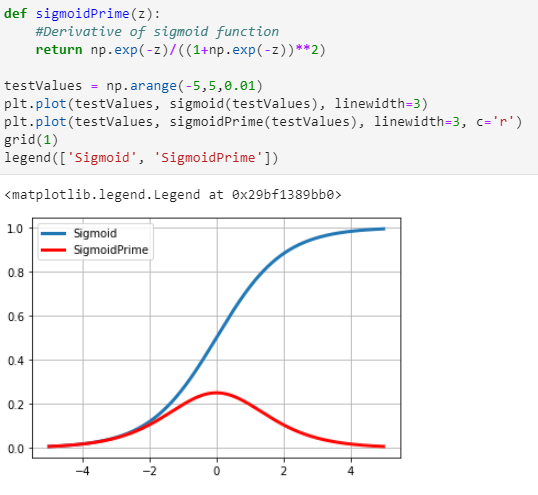 def sigmoidPrime(z):
    #Derivative of sigmoid function
    return np.exp(-z)/((1+np.exp(-z))**2)

testValues = np.arange(-5,5,0.01)
plt.plot(testValues, sigmoid(testValues), linewidth=3)
plt.plot(testValues, sigmoidPrime(testValues), linewidth=3, c='r')
grid(1)
legend(['Sigmoid', 'SigmoidPrime'])
<matplotlib.legend.Legend at 0x29bf1389bb0>
Sigmoid
SigmoidPrime
1.0
0.8
0.6
0.4
0.2
0.0
−4 −2 0 2 4